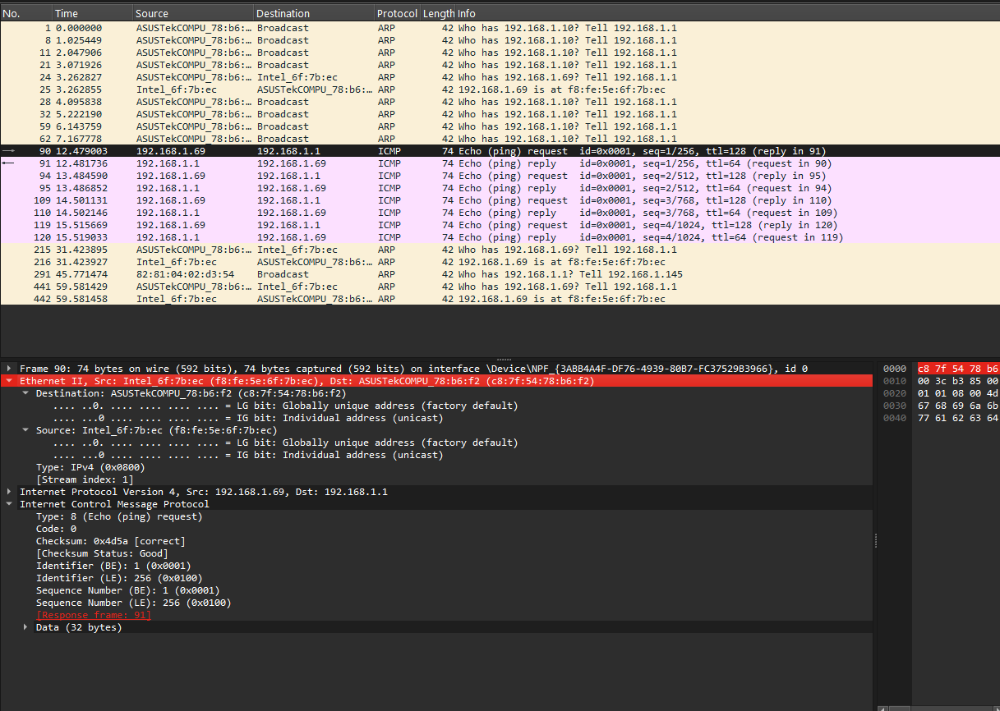 No. Time Source Destination Protocol Length Info
1 0.000000 ASUSTekCOMPU_78:b6:… Broadcast ARP 42 Who has 192.168.1.10? Tell 192.168.1.1
8 1.025449 ASUSTekCOMPU_78:b6:… Broadcast ARP 42 Who has 192.168.1.10? Tell 192.168.1.1
11 2.047906 ASUSTekCOMPU_78:b6:… Broadcast ARP 42 Who has 192.168.1.10? Tell 192.168.1.1
21 3.071926 ASUSTekCOMPU_78:b6:… Broadcast ARP 42 Who has 192.168.1.10? Tell 192.168.1.1
24 3.262827 ASUSTekCOMPU_78:b6:… Intel_6f:7b:ec ARP 42 Who has 192.168.1.69? Tell 192.168.1.1
25 3.262855 Intel_6f:7b:ec ASUSTekCOMPU_78:b6:… ARP 42 192.168.1.69 is at f8:fe:5e:6f:7b:ec
28 4.095838 ASUSTekCOMPU_78:b6:… Broadcast ARP 42 Who has 192.168.1.10? Tell 192.168.1.1
32 5.222190 ASUSTekCOMPU_78:b6:… Broadcast ARP 42 Who has 192.168.1.10? Tell 192.168.1.1
59 6.143759 ASUSTekCOMPU_78:b6:… Broadcast ARP 42 Who has 192.168.1.10? Tell 192.168.1.1
62 7.167778 ASUSTekCOMPU_78:b6:… Broadcast ARP 42 Who has 192.168.1.10? Tell 192.168.1.1
90 12.479003 192.168.1.69 192.168.1.1 ICMP 74 Echo (ping) request id=0x0001, seq=1/256, ttl=128 (reply in 91)
91 12.481736 192.168.1.1 192.168.1.69 ICMP 74 Echo (ping) reply id=0x0001, seq=1/256, ttl=64 (request in 90)
94 13.484590 192.168.1.69 192.168.1.1 ICMP 74 Echo (ping) request id=0x0001, seq=2/512, ttl=128 (reply in 95)
95 13.486852 192.168.1.1 192.168.1.69 ICMP 74 Echo (ping) reply id=0x0001, seq=2/512, ttl=64 (request in 94)
109 14.501131 192.168.1.69 192.168.1.1 ICMP 74 Echo (ping) request id=0x0001, seq=3/768, ttl=128 (reply in 110)
110 14.502146 192.168.1.1 192.168.1.69 ICMP 74 Echo (ping) reply id=0x0001, seq=3/768, ttl=64 (request in 109)
119 15.515669 192.168.1.69 192.168.1.1 ICMP 74 Echo (ping) request id=0x0001, seq=4/1024, ttl=128 (reply in 120)
120 15.519033 192.168.1.1 192.168.1.69 ICMP 74 Echo (ping) reply id=0x0001, seq=4/1024, ttl=64 (request in 119)
215 31.423895 ASUSTekCOMPU_78:b6:… Intel_6f:7b:ec ARP 42 Who has 192.168.1.69? Tell 192.168.1.1
216 31.423927 Intel_6f:7b:ec ASUSTekCOMPU_78:b6:… ARP 42 192.168.1.69 is at f8:fe:5e:6f:7b:ec
291 45.771474 82:81:04:02:d3:54 Broadcast ARP 42 Who has 192.168.1.1? Tell 192.168.1.145
441 59.581429 ASUSTekCOMPU_78:b6:… Intel_6f:7b:ec ARP 42 Who has 192.168.1.69? Tell 192.168.1.1
442 59.581458 Intel_6f:7b:ec ASUSTekCOMPU_78:b6:… ARP 42 192.168.1.69 is at f8:fe:5e:6f:7b:ec
Frame 90: 74 bytes on wire (592 bits), 74 bytes captured (592 bits) on interface \Device\NPF_{3ABB4A4F-DF76-4939-80B7-FC37529B3966}, id 0
Ethernet II, Src: Intel_6f:7b:ec (f8:fe:5e:6f:7b:ec), Dst: ASUSTekCOMPU_78:b6:f2 (c8:7f:54:78:b6:f2)
Destination: ASUSTekCOMPU_78:b6:f2 (c8:7f:54:78:b6:f2)
.... ..0. .... .... .... .... = LG bit: Globally unique address (factory default)
.... ...0 .... .... .... .... = IG bit: Individual address (unicast)
Source: Intel_6f:7b:ec (f8:fe:5e:6f:7b:ec)
.... ..0. .... .... .... .... = LG bit: Globally unique address (factory default)
.... ...0 .... .... .... .... = IG bit: Individual address (unicast)
Type: IPv4 (0x0800)
[Stream index: 1]
Internet Protocol Version 4, Src: 192.168.1.69, Dst: 192.168.1.1
Internet Control Message Protocol
Type: 8 (Echo (ping) request)
Code: 0
Checksum: 0x4d5a [correct]
[Checksum Status: Good]
Identifier (BE): 1 (0x0001)
Identifier (LE): 256 (0x0100)
Sequence Number (BE): 1 (0x0001)
Sequence Number (LE): 256 (0x0100)
[Response frame: 91]
Data (32 bytes)
0000 c8 7f 54 78 b6
0010 00 3c b3 85 00
0020 01 01 08 00 4d
0030 67 68 69 6a 6b
0040 77 61 62 63 64